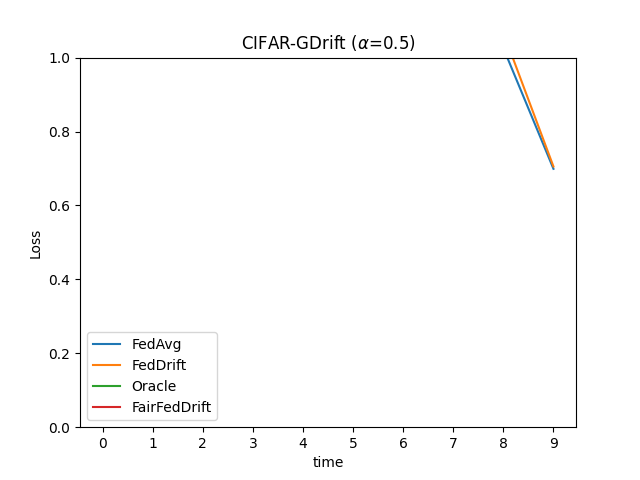 CIFAR-GDrift (α=0.5)
1.0
0.8
0.6
0.4
0.2
0.0
Loss
FedAvg
FedDrift
Oracle
FairFedDrift
0 1 2 3 4 5 6 7 8 9
time